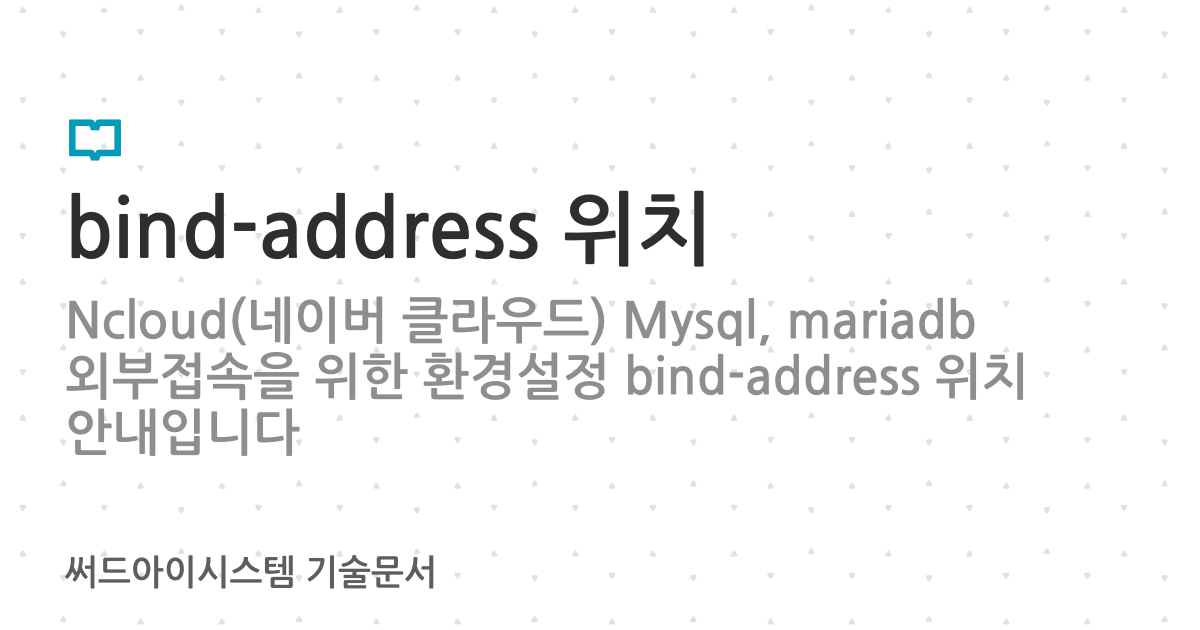 bind-address 위치
Ncloud(네이버 클라우드) Mysql, mariadb
외부접속을 위한 환경설정 bind-address 위치
안내입니다
써드아이시스템 기술문서